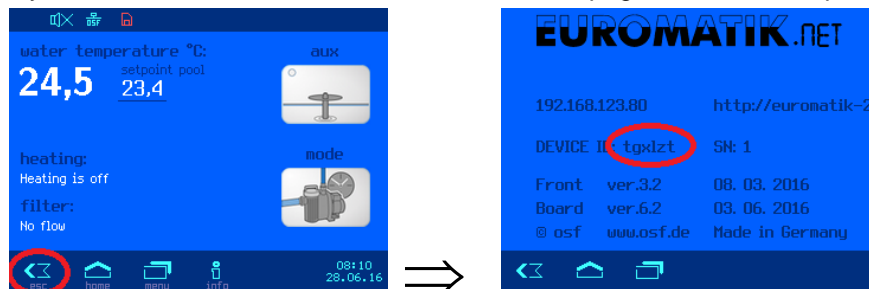 OSF
water temperature °C:
aux
24,5
setpoint pool
23,4
heating:
mode
Heating is off
filter:
No flow
esc
home
menu
info
08:10
28.06.16
EUROMATIK.NET
192.168.123.80
http://euromatik-2
DEVICE ID: tgxlzt
SN: 1
Front ver.3.2 08. 03. 2016
Board ver.6.2 03. 06. 2016
© osf www.osf.de Made in Germany